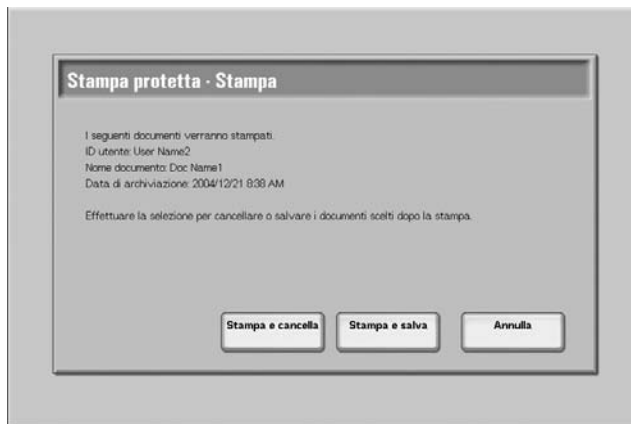 Stampa protetta - Stampa
I seguenti documenti verranno stampati.
ID utente: User Name2
Nome documento: Doc Name1
Data di archiviazione: 2004/12/21 8:38 AM
Effettuare la selezione per cancellare o salvare i documenti scelti dopo la stampa.
Stampa e cancella
Stampa e salva
Annulla